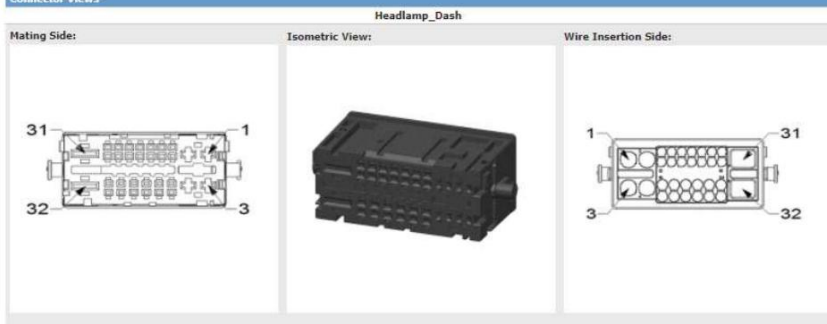 Connector Views
Headlamp_Dash
Mating Side:
Isometric View:
Wire Insertion Side:
31
1
32
3
1
31
3
32